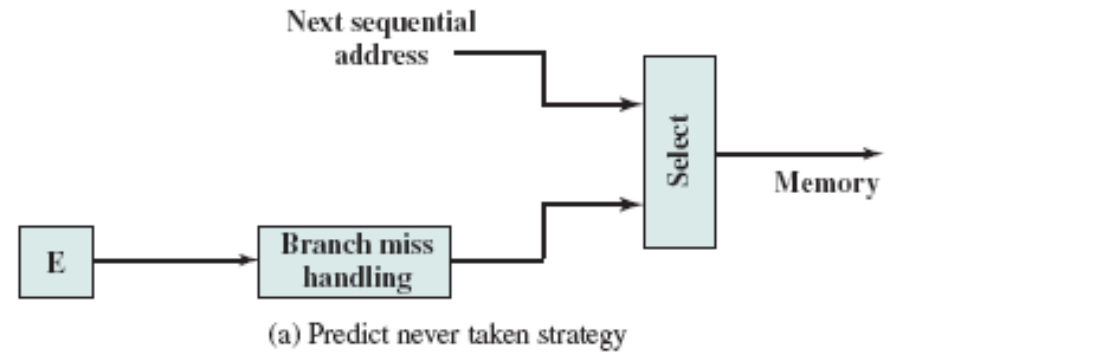 Next sequential
address
Select
Memory
E
Branch miss
handling
(a) Predict never taken strategy